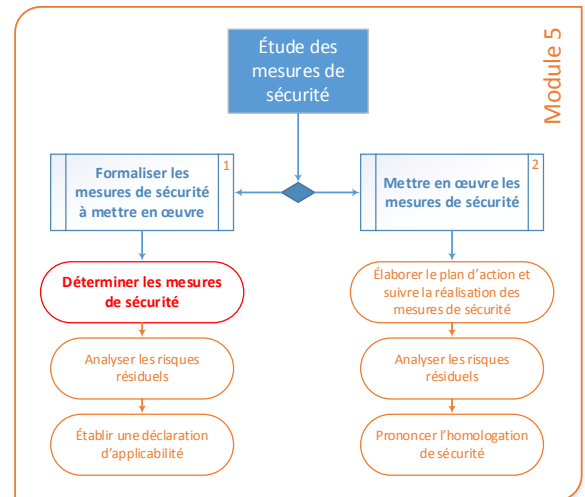 Module 5
Étude des
mesures de
sécurité
1
Formaliser les
mesures de sécurité
à mettre en œuvre
2
Mettre en œuvre les
mesures de sécurité
Déterminer les mesures
de sécurité
Élaborer le plan d'action et
suivre la réalisation des
mesures de sécurité
Analyser les risques
résiduels
Analyser les risques
résiduels
Établir une déclaration
d'applicabilité
Prononcer l'homologation
de sécurité